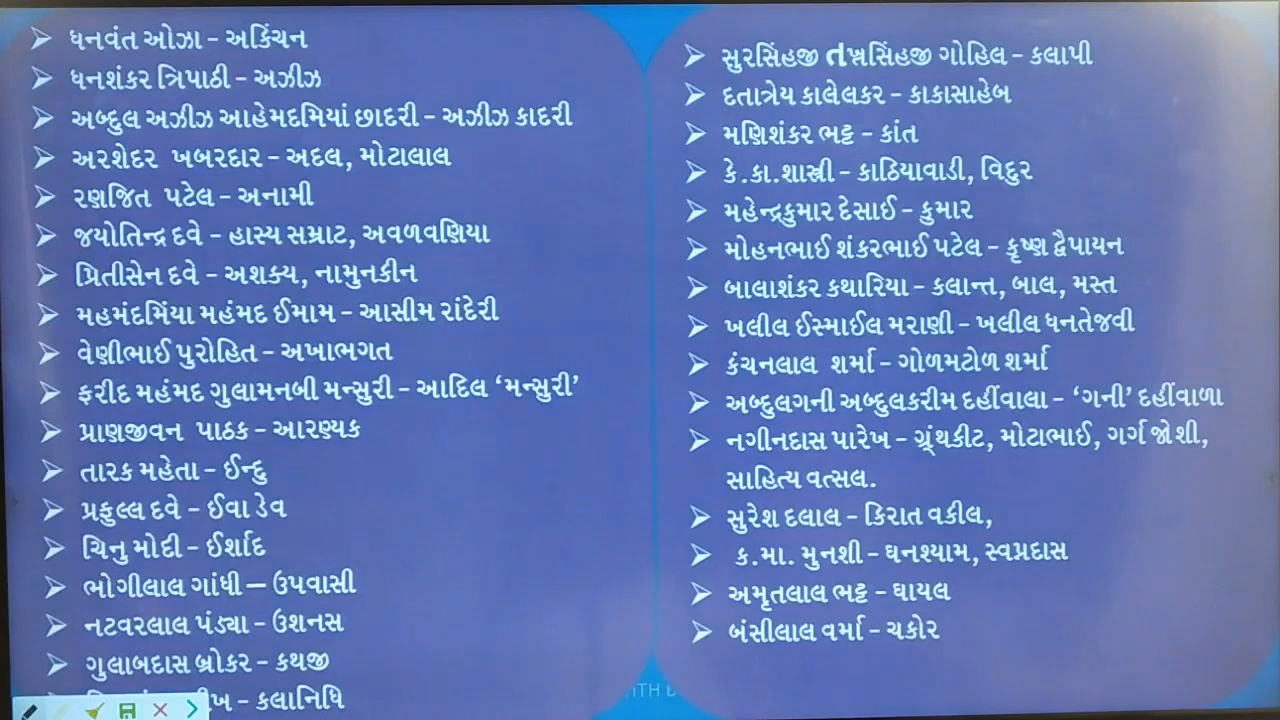 ધનવંત ઓઝા – અકિંચન
ધનશંકર ત્રિપાઠી – અઝીઝ
અબ્દુલ અઝીઝ આહેમદમિયાં છાદરી – અઝીઝ કાદરી
અરશેદર ખબરદાર – અદલ, મોટાલાલ
રણજિત પટેલ – અનામી
જયોતિન્દ્ર દવે – હાસ્ય સમ્રાટ, અવળવણિયા
પ્રિતીસેન દવે – અશક્ય, નામુનકીન
મહમંદમિંયા મહંમદ ઈમામ – આસીમ રાંદેરી
વેણીભાઈ પુરોહિત – અખાભગત
ફરીદ મહંમદ ગુલામનબી મન્સુરી – આદિલ ‘મન્સુરી’
પ્રાણજીવન પાઠક – આરણ્યક
તારક મહેતા – ઈન્દુ
પ્રફુલ્લ દવે – ઈવા ડેવ
ચિનુ મોદી – ઈર્શાદ
ભોગીલાલ ગાંધી — ઉપવાસી
નટવરલાલ પંડ્યા – ઉશનસ
ગુલાબદાસ બ્રોકર – કથજી
– કલાનિધિ
સુરસિંહજી તખ્તસિંહજી ગોહિલ – કલાપી
દતાત્રેય કાલેલકર – કાકાસાહેબ
મણિશંકર ભટ્ટ – કાંત
કે.કા.શાસ્ત્રી – કાઠિયાવાડી, વિદુર
મહેન્દ્રકુમાર દેસાઈ – કુમાર
મોહનભાઈ શંકરભાઈ પટેલ – કૃષ્ણ દ્વૈપાયન
બાલાશંકર કથારિયા – કલાન્ત, બાલ, મસ્ત
ખલીલ ઈસ્માઈલ મરાણી – ખલીલ ધનતેજવી
કંચનલાલ શર્મા – ગોળમટોળ શર્મા
અબ્દુલગની અબ્દુલકરીમ દહીંવાલા – ‘ગની’ દહીંવાળા
નગીનદાસ પારેખ – ગ્રંથકીટ, મોટાભાઈ, ગર્ગ જોશી,
સાહિત્ય વત્સલ.
સુરેશ દલાલ – કિરાત વકીલ,
ક.મા. મુનશી – ઘનશ્યામ, સ્વપ્નદાસ
અમૃતલાલ ભટ્ટ – ઘાયલ
બંસીલાલ વર્મા – ચકોર